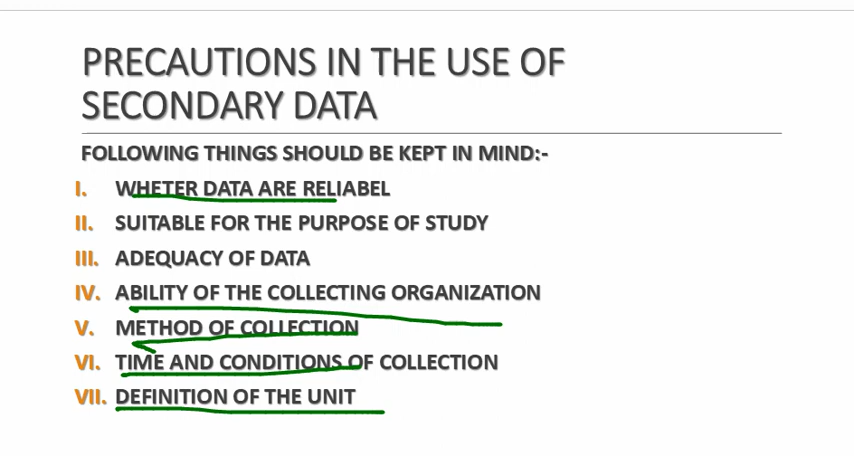 PRECAUTIONS IN THE USE OF
SECONDARY DATA
FOLLOWING THINGS SHOULD BE KEPT IN MIND:-
I. WHETER DATA ARE RELIABEL
II. SUITABLE FOR THE PURPOSE OF STUDY
III. ADEQUACY OF DATA
IV. ABILITY OF THE COLLECTING ORGANIZATION
V. METHOD OF COLLECTION
VI. TIME AND CONDITIONS OF COLLECTION
VII. DEFINITION OF THE UNIT